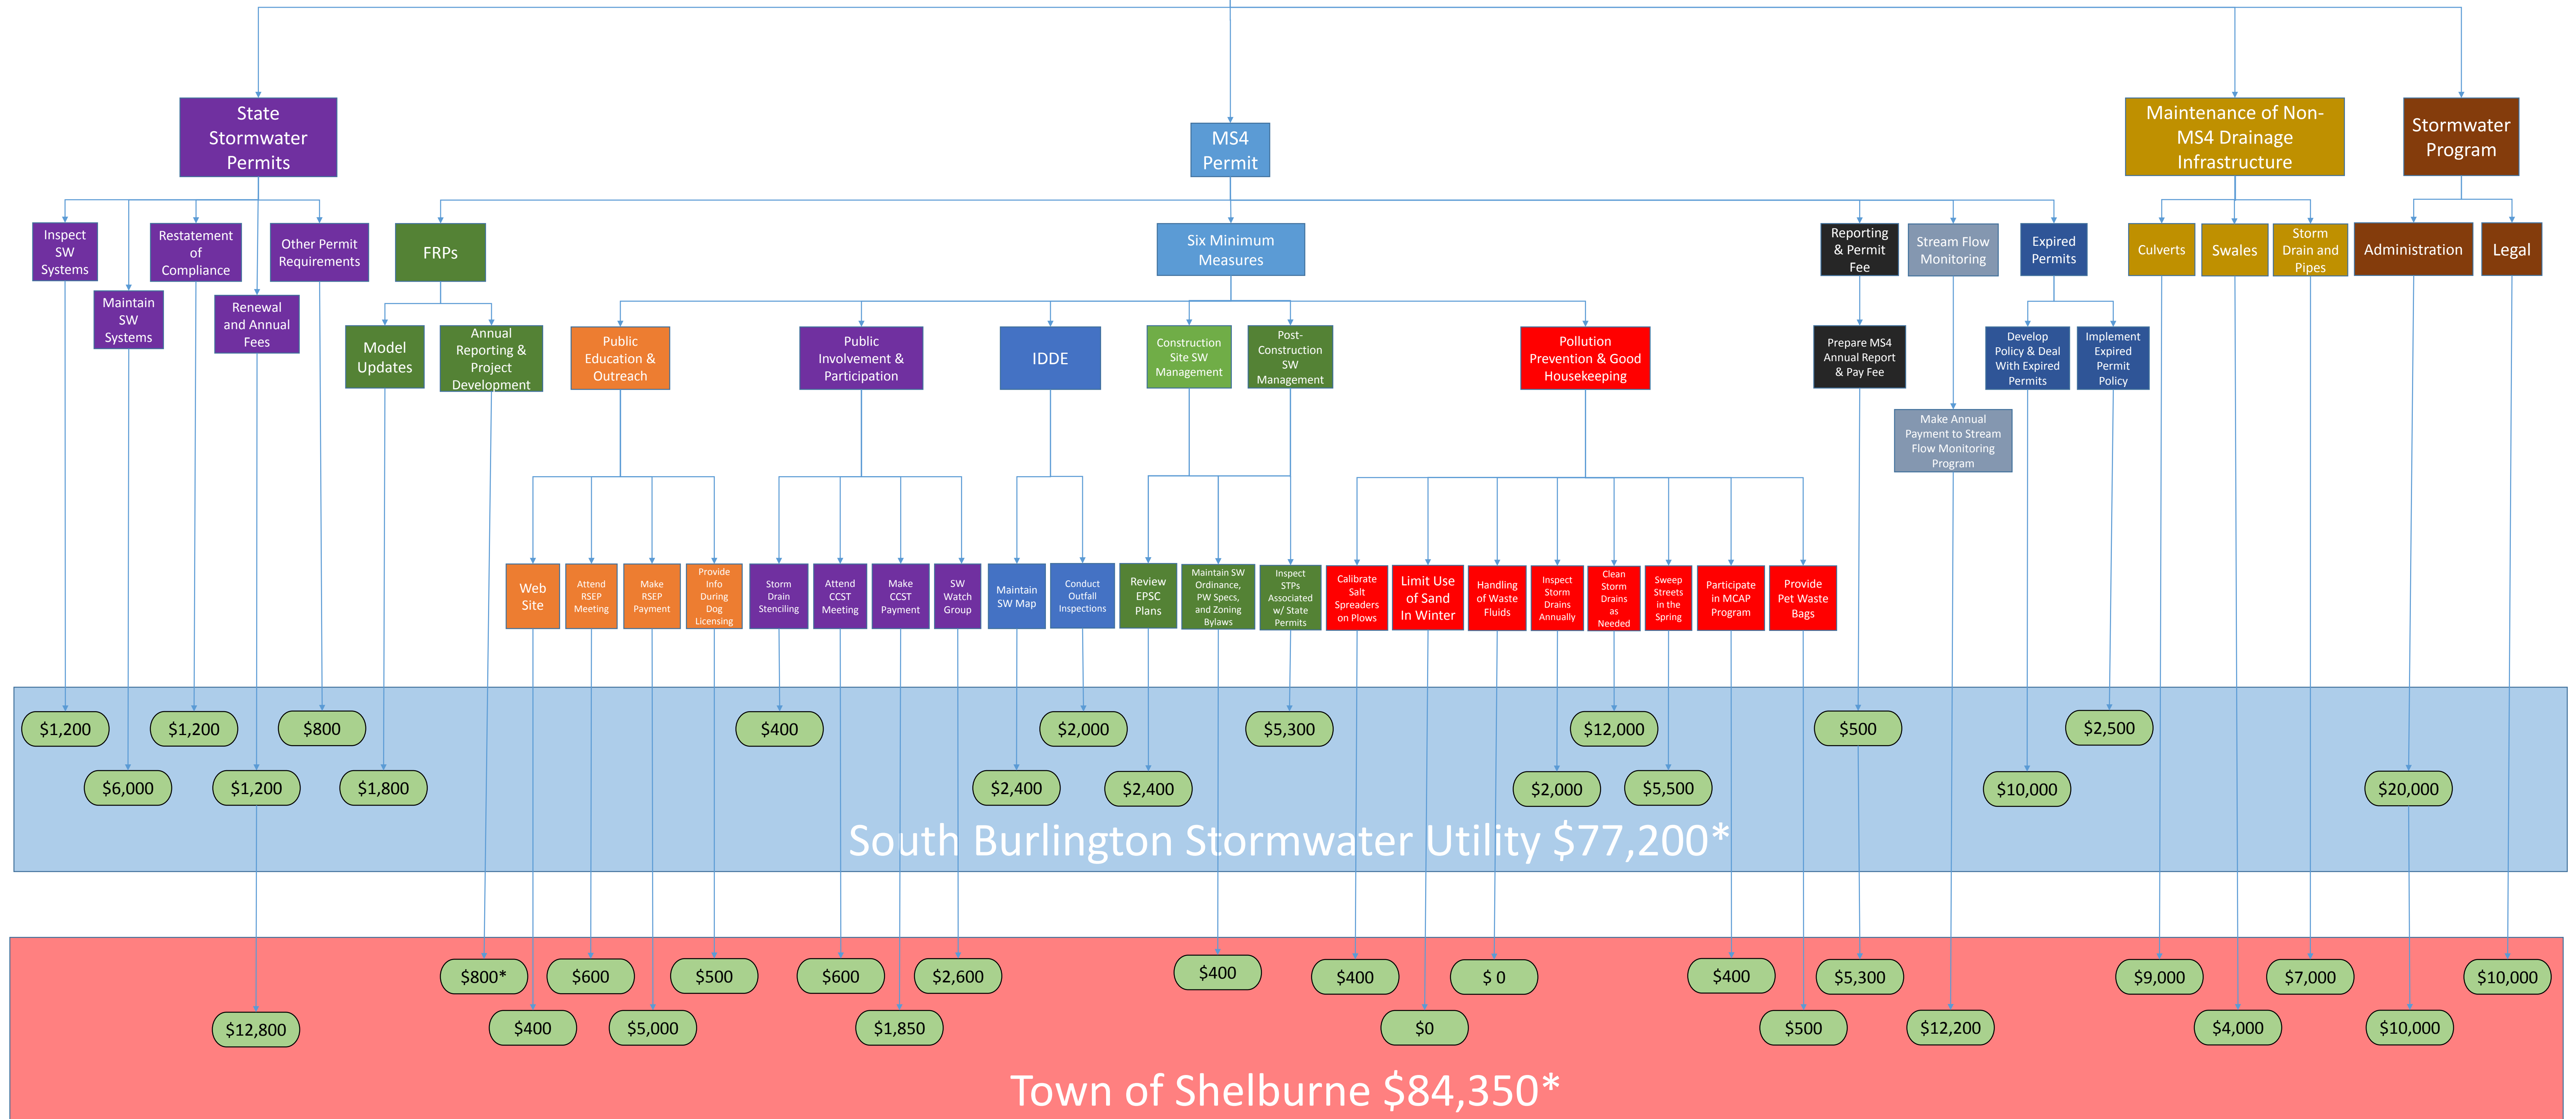 State
Stormwater
Permits
MS4
Permit
Maintenance of Non-
MS4 Drainage
Infrastructure
Stormwater
Program
Inspect
SW
Systems
Maintain
SW
Systems
Restatement
of
Compliance
Renewal
and Annual
Fees
Other Permit
Requirements
FRPs
Six Minimum
Measures
Reporting
& Permit
Fee
Stream Flow
Monitoring
Expired
Permits
Culverts
Swales
Storm
Drain and
Pipes
Administration
Legal
Model
Updates
Annual
Reporting &
Project
Development
Public
Education &
Outreach
Public
Involvement &
Participation
IDDE
Construction
Site SW
Management
Post-
Construction
SW
Management
Pollution
Prevention & Good
Housekeeping
Prepare MS4
Annual Report
& Pay Fee
Make Annual
Payment to Stream
Flow Monitoring
Program
Develop
Policy & Deal
With Expired
Permits
Implement
Expired
Permit
Policy
Web
Site
Attend
RSEP
Meeting
Make
RSEP
Payment
Provide
Info
During
Dog
Licensing
Storm
Drain
Stenciling
Attend
CCST
Meeting
Make
CCST
Payment
SW
Watch
Group
Maintain
SW Map
Conduct
Outfall
Inspections
Review
EPSC
Plans
Maintain SW
Ordinance,
PW Specs,
and Zoning
Bylaws
Inspect
STPs
Associated
w/ State
Permits
Calibrate
Salt
Spreaders
on Plows
Limit Use
of Sand
In Winter
Handling
of Waste
Fluids
Inspect
Storm
Drains
Annually
Clean
Storm
Drains
as
Needed
Sweep
Streets
in the
Spring
Participate
in MCAP
Program
Provide
Pet Waste
Bags
$1,200
$1,200
$800
$400
$2,000
$5,300
$12,000
$500
$2,500
$6,000
$1,200
$1,800
$2,400
$2,400
$2,000
$5,500
$10,000
$20,000
South Burlington Stormwater Utility $77,200*
$800*
$600
$500
$600
$2,600
$400
$400
$ 0
$400
$5,300
$9,000
$7,000
$10,000
$12,800
$400
$5,000
$1,850
$0
$500
$12,200
$4,000
$10,000
Town of Shelburne $84,350*